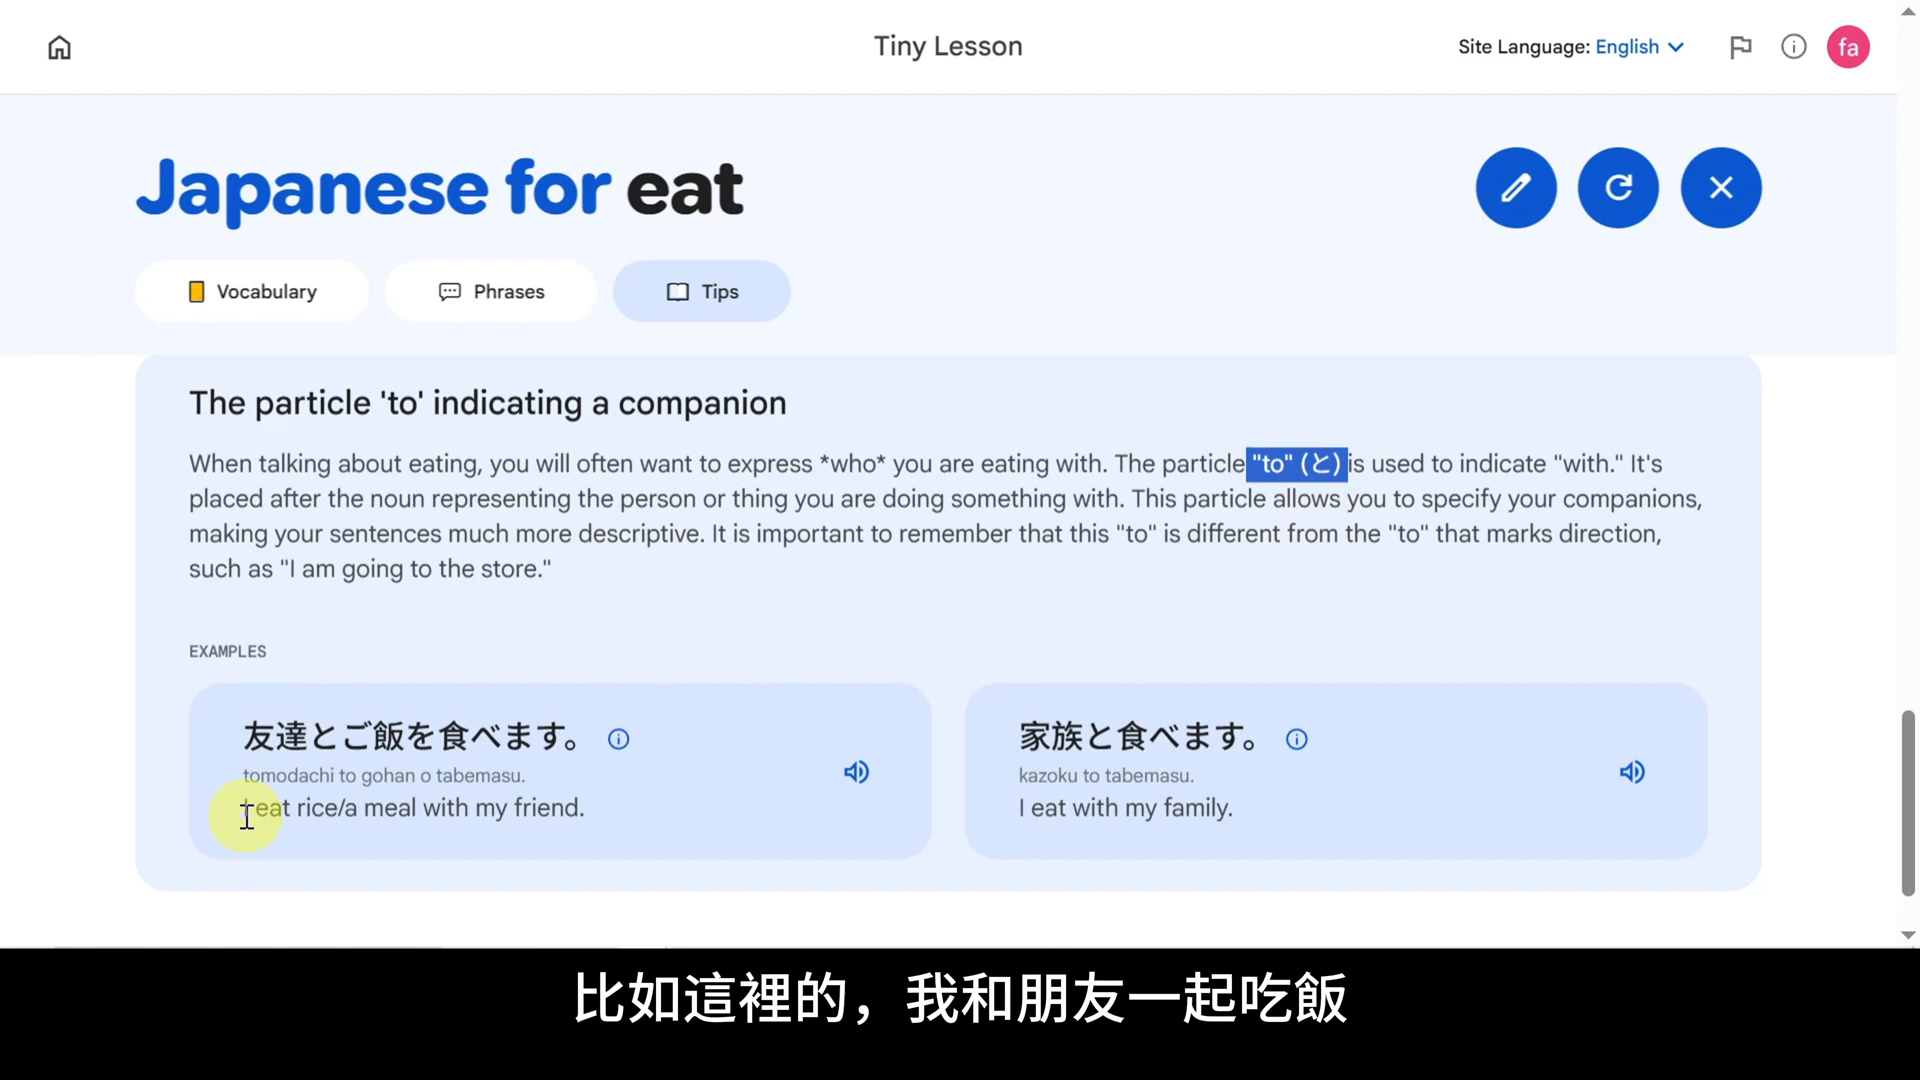 Tiny Lesson
Site Language: English
fa
Japanese for eat
Vocabulary
Phrases
Tips
The particle 'to' indicating a companion
When talking about eating, you will often want to express *who* you are eating with. The particle "to" (と) is used to indicate "with." It's
placed after the noun representing the person or thing you are doing something with. This particle allows you to specify your companions,
making your sentences much more descriptive. It is important to remember that this "to" is different from the "to" that marks direction,
such as "I am going to the store."
EXAMPLES
友達とご飯を食べます。
tomodachi to gohan o tabemasu.
I eat rice/a meal with my friend.
家族と食べます。
kazoku to tabemasu.
I eat with my family.
比如這裡的，我和朋友一起吃飯